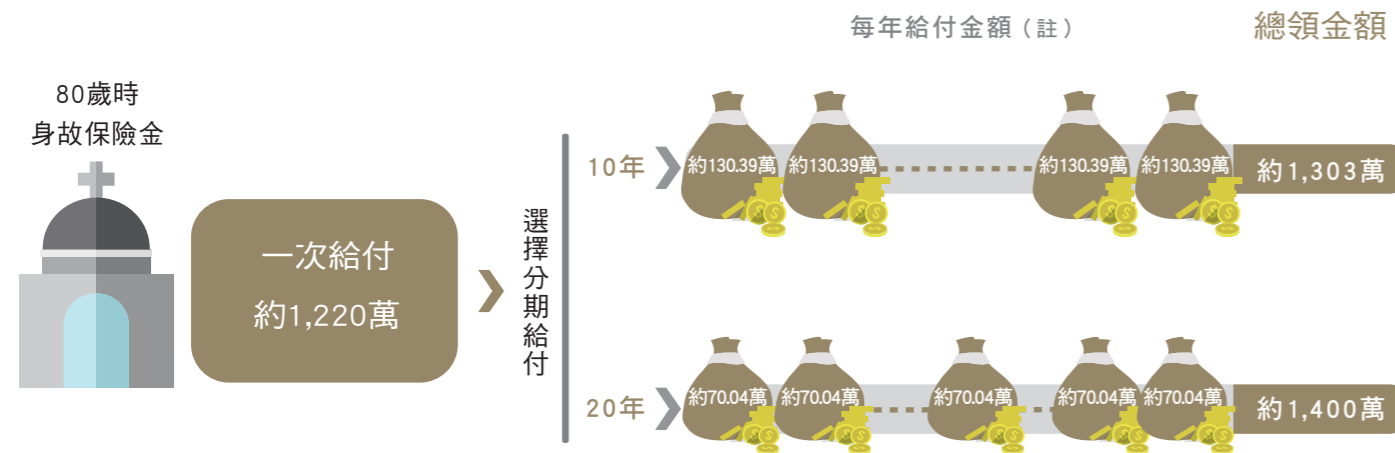 每年給付金額（註）
總領金額
80歲時
身故保險金
一次給付
約1,220萬
選擇分期給付
10年
約130.39萬
約130.39萬
約130.39萬
約130.39萬
約1,303萬
20年
約70.04萬
約70.04萬
約70.04萬
約70.04萬
約70.04萬
約1,400萬